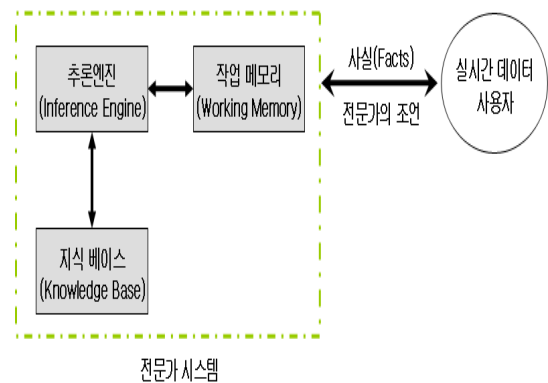 추론엔진
(Inference Engine)
작업 메모리
(Working Memory)
사실(Facts)
전문가의 조언
실시간 데이터
사용자
지식 베이스
(Knowledge Base)
전문가 시스템